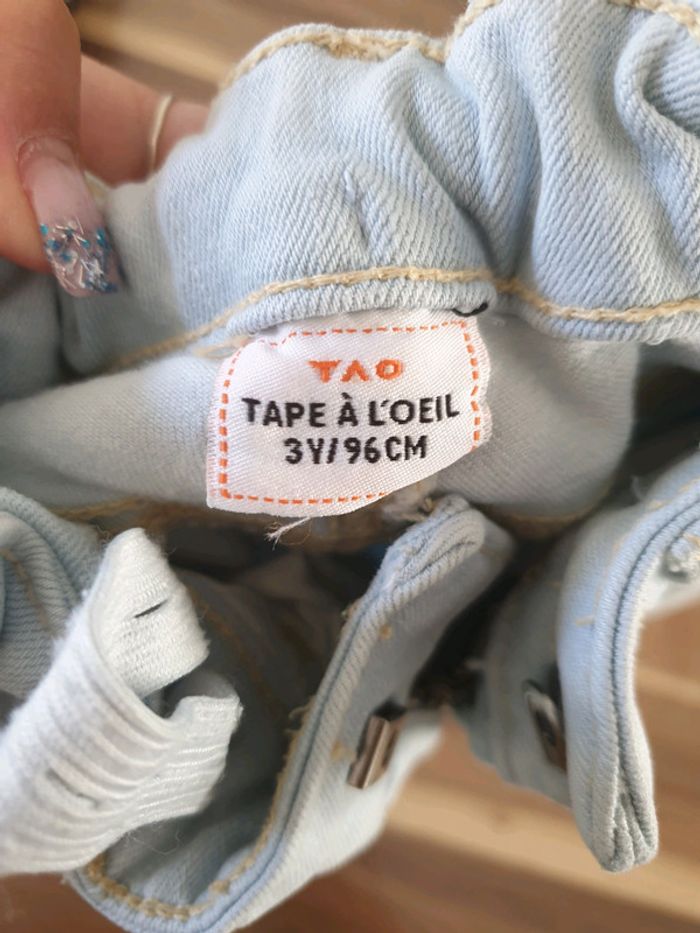 TAO
TAPE À L'OEIL
3Y/96CM